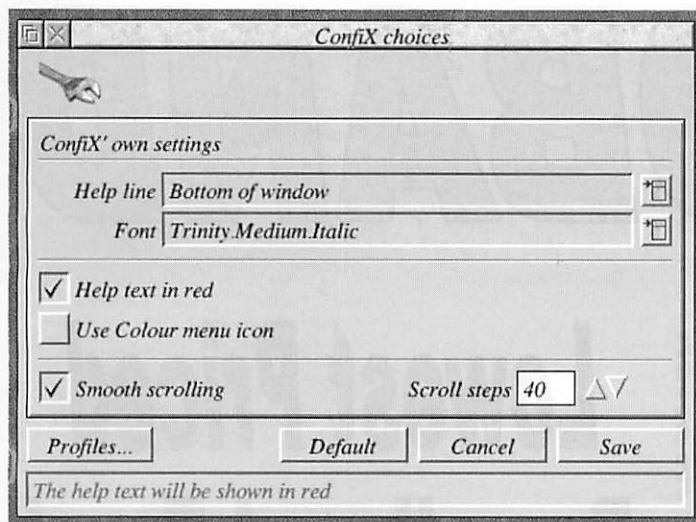 ConfiX choices
ConfiX' own settings
Help line Bottom of window
Font Trinity.Medium.Italic
Help text in red
Use Colour menu icon
Smooth scrolling Scroll steps 40
Profiles... Default Cancel Save
The help text will be shown in red